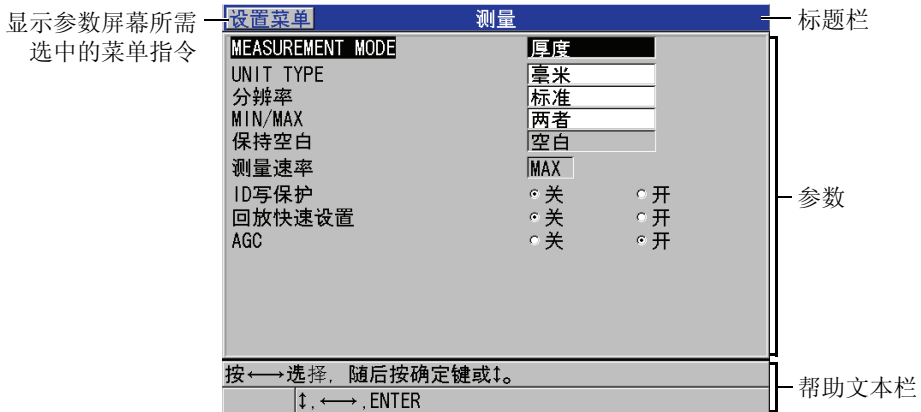 显示参数屏幕所需
选中的菜单指令
设置菜单 测量
标题栏
MEASUREMENT MODE 厚度
UNIT TYPE 毫米
分辨率 标准
MIN/MAX 两者
保持空白 空白
测量速率 MAX
ID写保护 关 开
回放快速设置 关 开
AGC 关 开
参数
按←→选择, 随后按确定键或↕。
↕,←→,ENTER
帮助文本栏